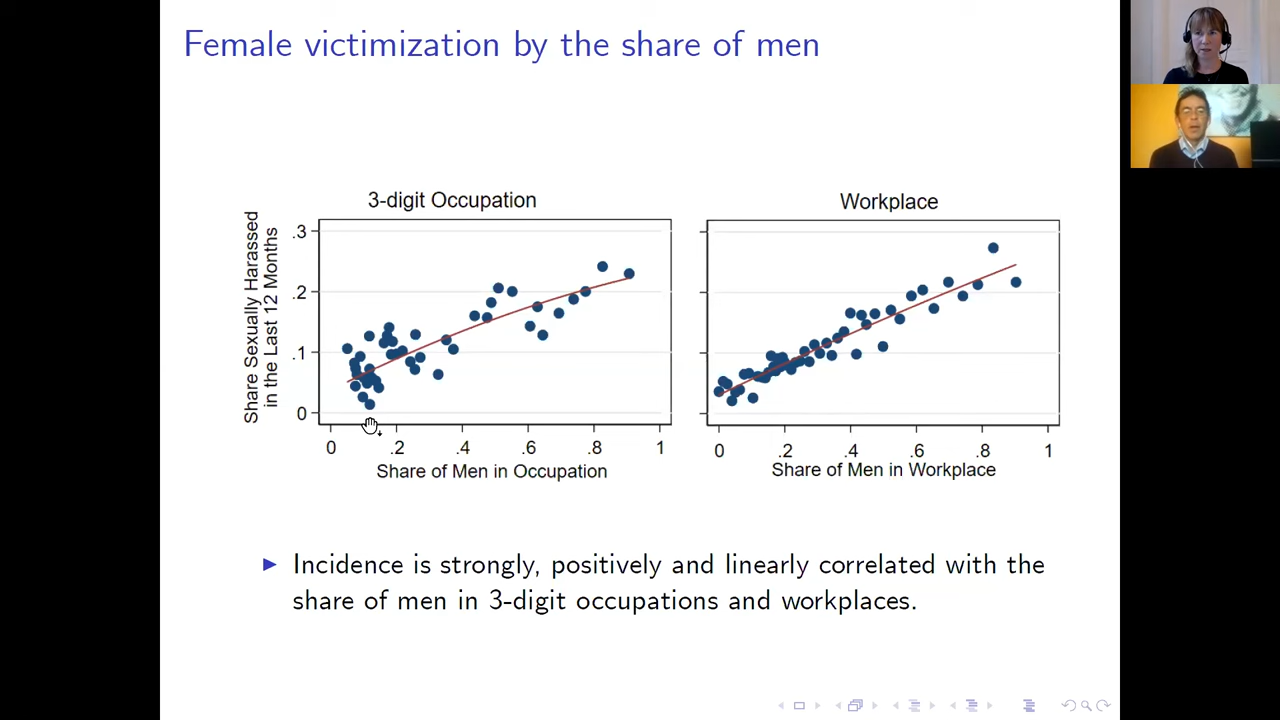 Female victimization by the share of men
3-digit Occupation
Workplace
Share Sexually Harassed
in the Last 12 Months
.3
.2
.1
0
0 .2 .4 .6 .8 1
0 .2 .4 .6 .8 1
Share of Men in Occupation
Share of Men in Workplace
Incidence is strongly, positively and linearly correlated with the
share of men in 3-digit occupations and workplaces.